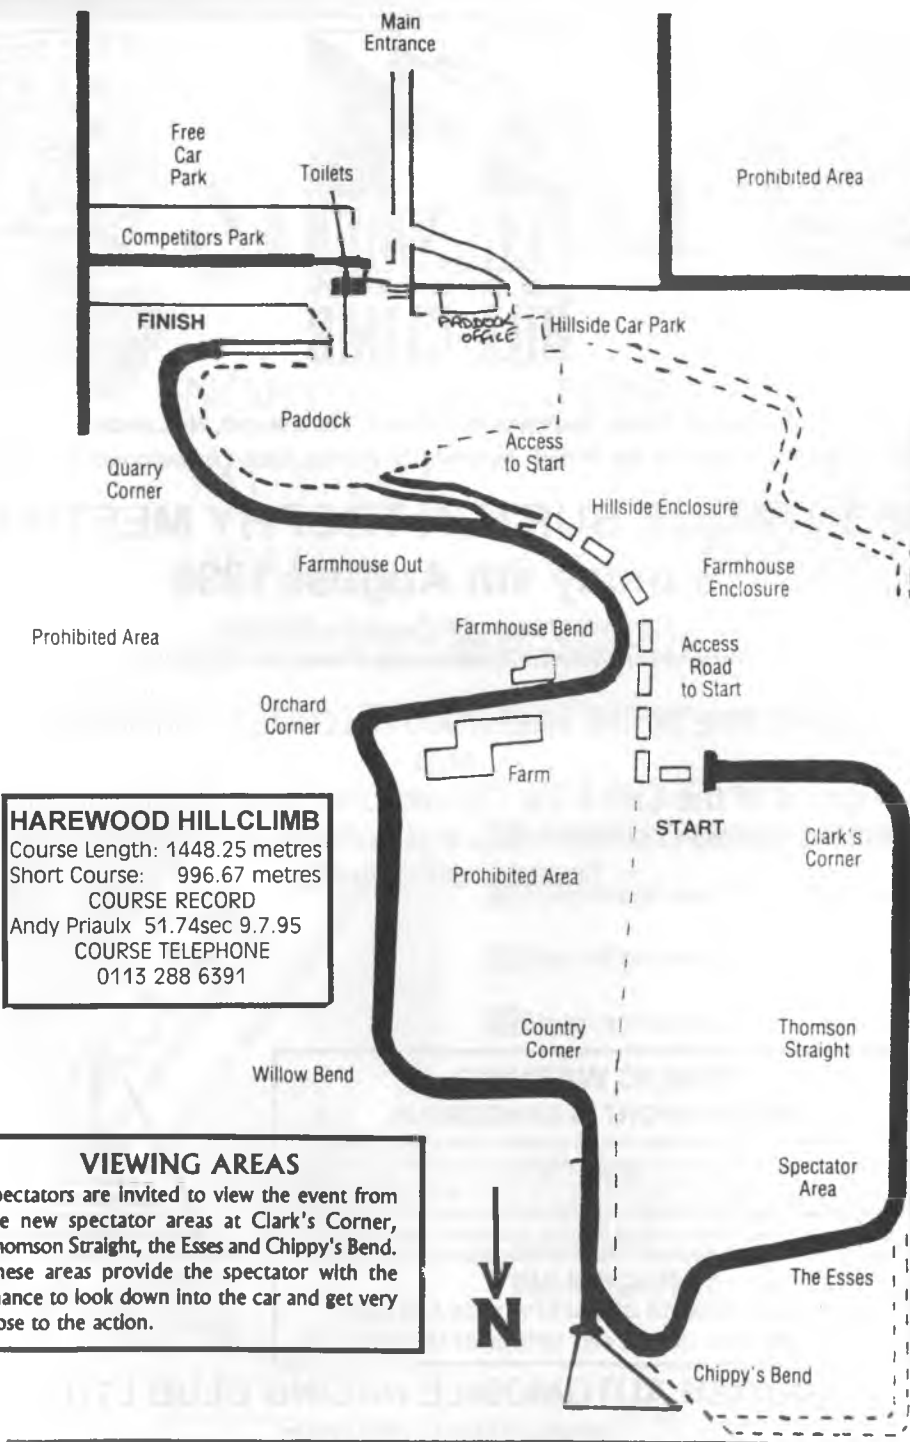 Main
Entrance
Free
Car
Park
Toilets
Prohibited Area
Competitors Park
FINISH
PADDOCK
OFFICE
Hillside Car Park
Paddock
Access
to Start
Quarry
Corner
Hillside Enclosure
Farmhouse Out
Farmhouse
Enclosure
Prohibited Area
Farmhouse Bend
Access
Road
to Start
Orchard
Corner
Farm
START
Clark's
Corner
HAREWOOD HILLCLIMB
Course Length: 1448.25 metres
Short Course: 996.67 metres
COURSE RECORD
Andy Priaulx 51.74sec 9.7.95
COURSE TELEPHONE
0113 288 6391
Prohibited Area
Country
Corner
Thomson
Straight
Willow Bend
VIEWING AREAS
pectators are invited to view the event from
e new spectator areas at Clark's Corner,
homson Straight, the Esses and Chippy's Bend.
hese areas provide the spectator with the
hance to look down into the car and get very
ose to the action.
Spectator
Area
The Esses
N
Chippy's Bend